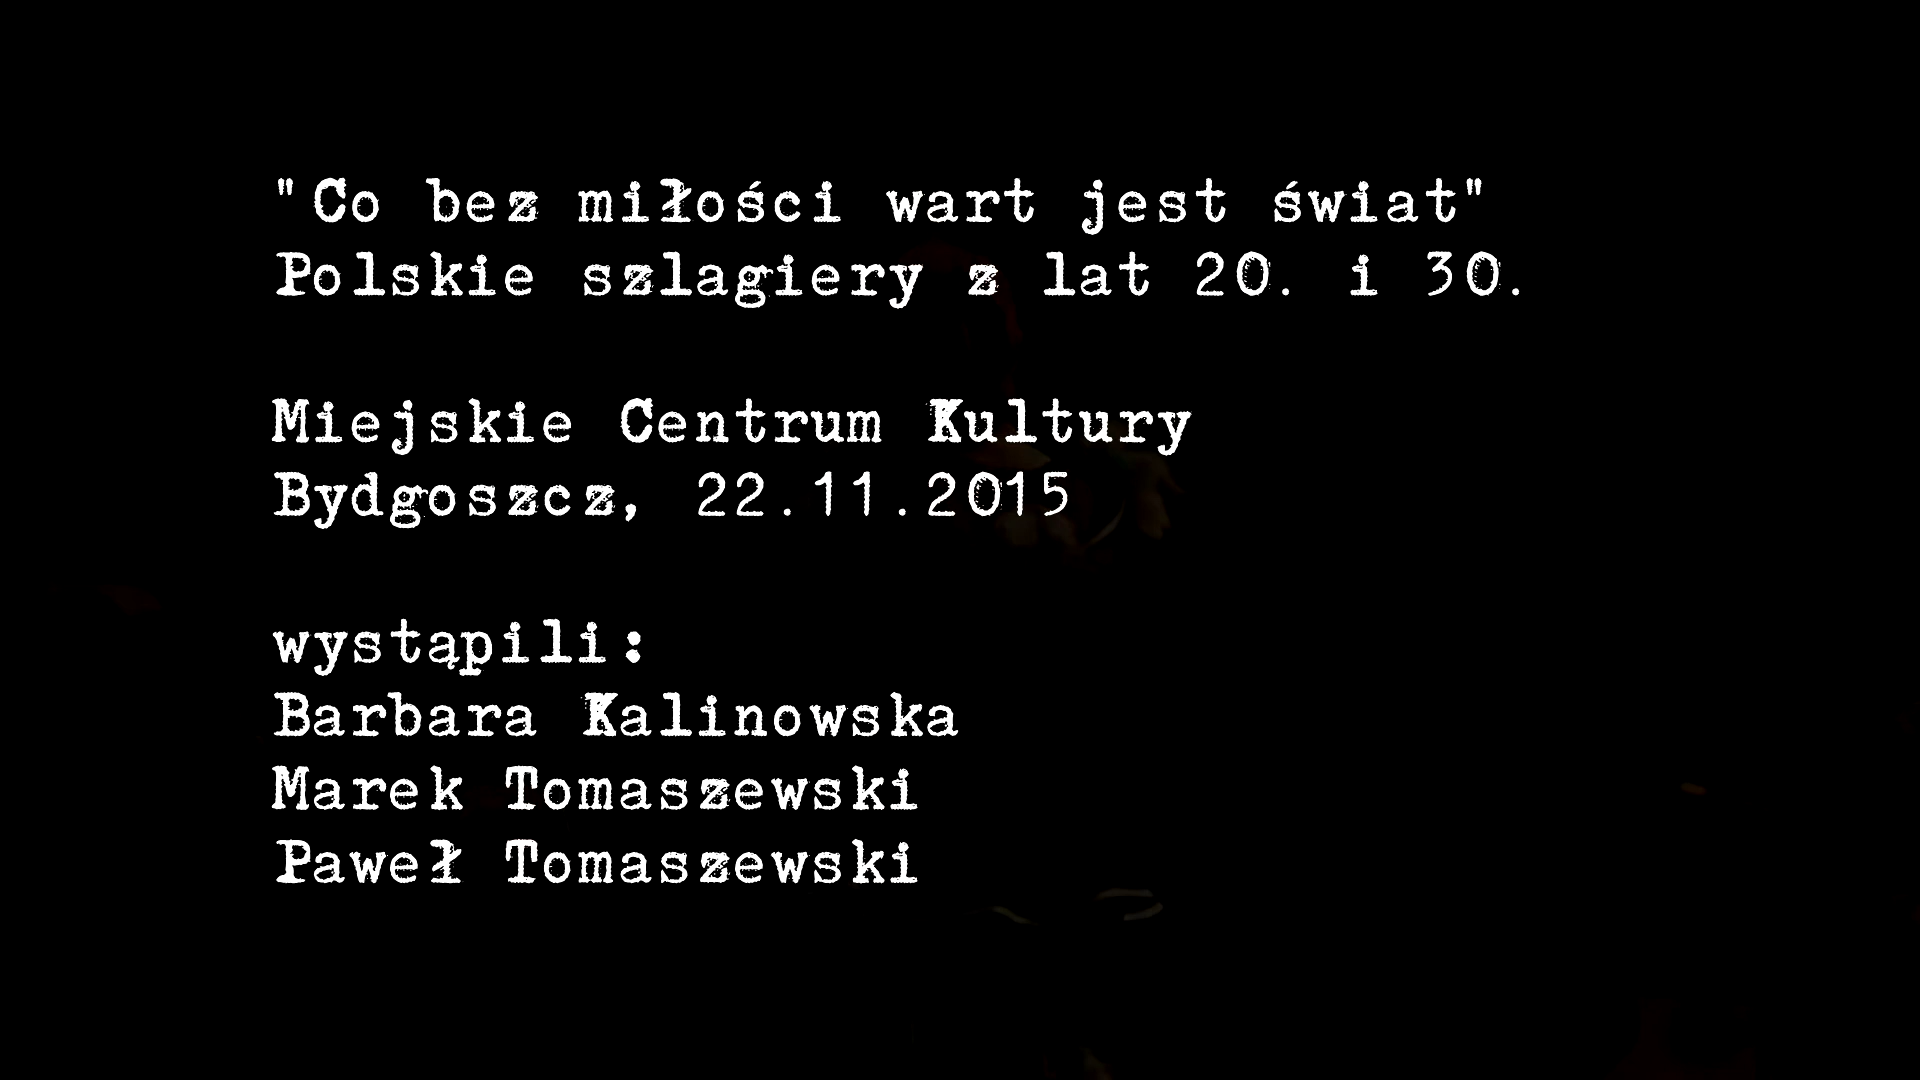 "Co bez miłości wart jest świat"
Polskie szlagiery z lat 20. i 30.
Miejskie Centrum Kultury
Bydgoszcz, 22.11.2015
wystąpili:
Barbara Kalinowska
Marek Tomaszewski
Paweł Tomaszewski